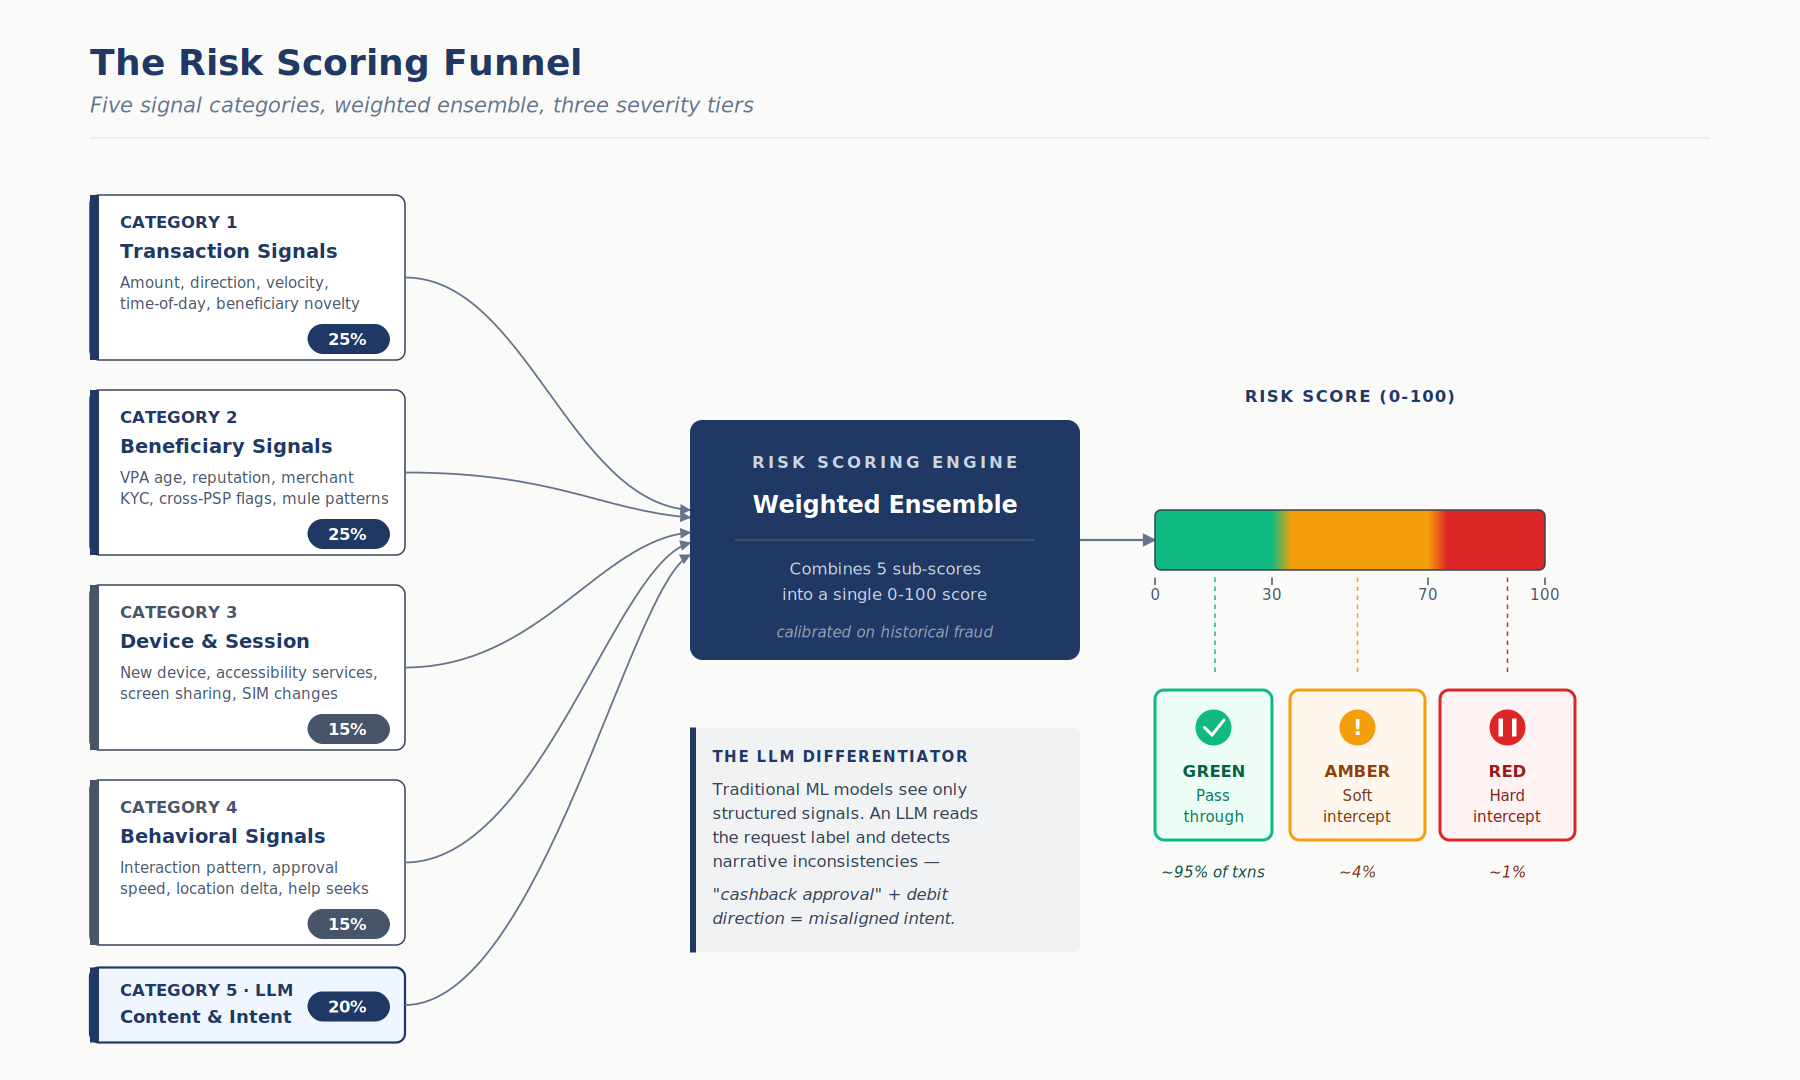 The Risk Scoring Funnel
Five signal categories, weighted ensemble, three severity tiers
CATEGORY 1
Transaction Signals
Amount, direction, velocity,
time-of-day, beneficiary novelty
25%
CATEGORY 2
Beneficiary Signals
VPA age, reputation, merchant
KYC, cross-PSP flags, mule patterns
25%
CATEGORY 3
Device & Session
New device, accessibility services,
screen sharing, SIM changes
15%
CATEGORY 4
Behavioral Signals
Interaction pattern, approval
speed, location delta, help seeks
15%
CATEGORY 5 · LLM
Content & Intent
20%
RISK SCORING ENGINE
Weighted Ensemble
Combines 5 sub-scores
into a single 0-100 score
calibrated on historical fraud
THE LLM DIFFERENTIATOR
Traditional ML models see only
structured signals. An LLM reads
the request label and detects
narrative inconsistencies —
"cashback approval" + debit
direction = misaligned intent.
RISK SCORE (0-100)
0 30 70 100
!
GREEN
Pass
through
~95% of txns
AMBER
Soft
intercept
~4%
RED
Hard
intercept
~1%